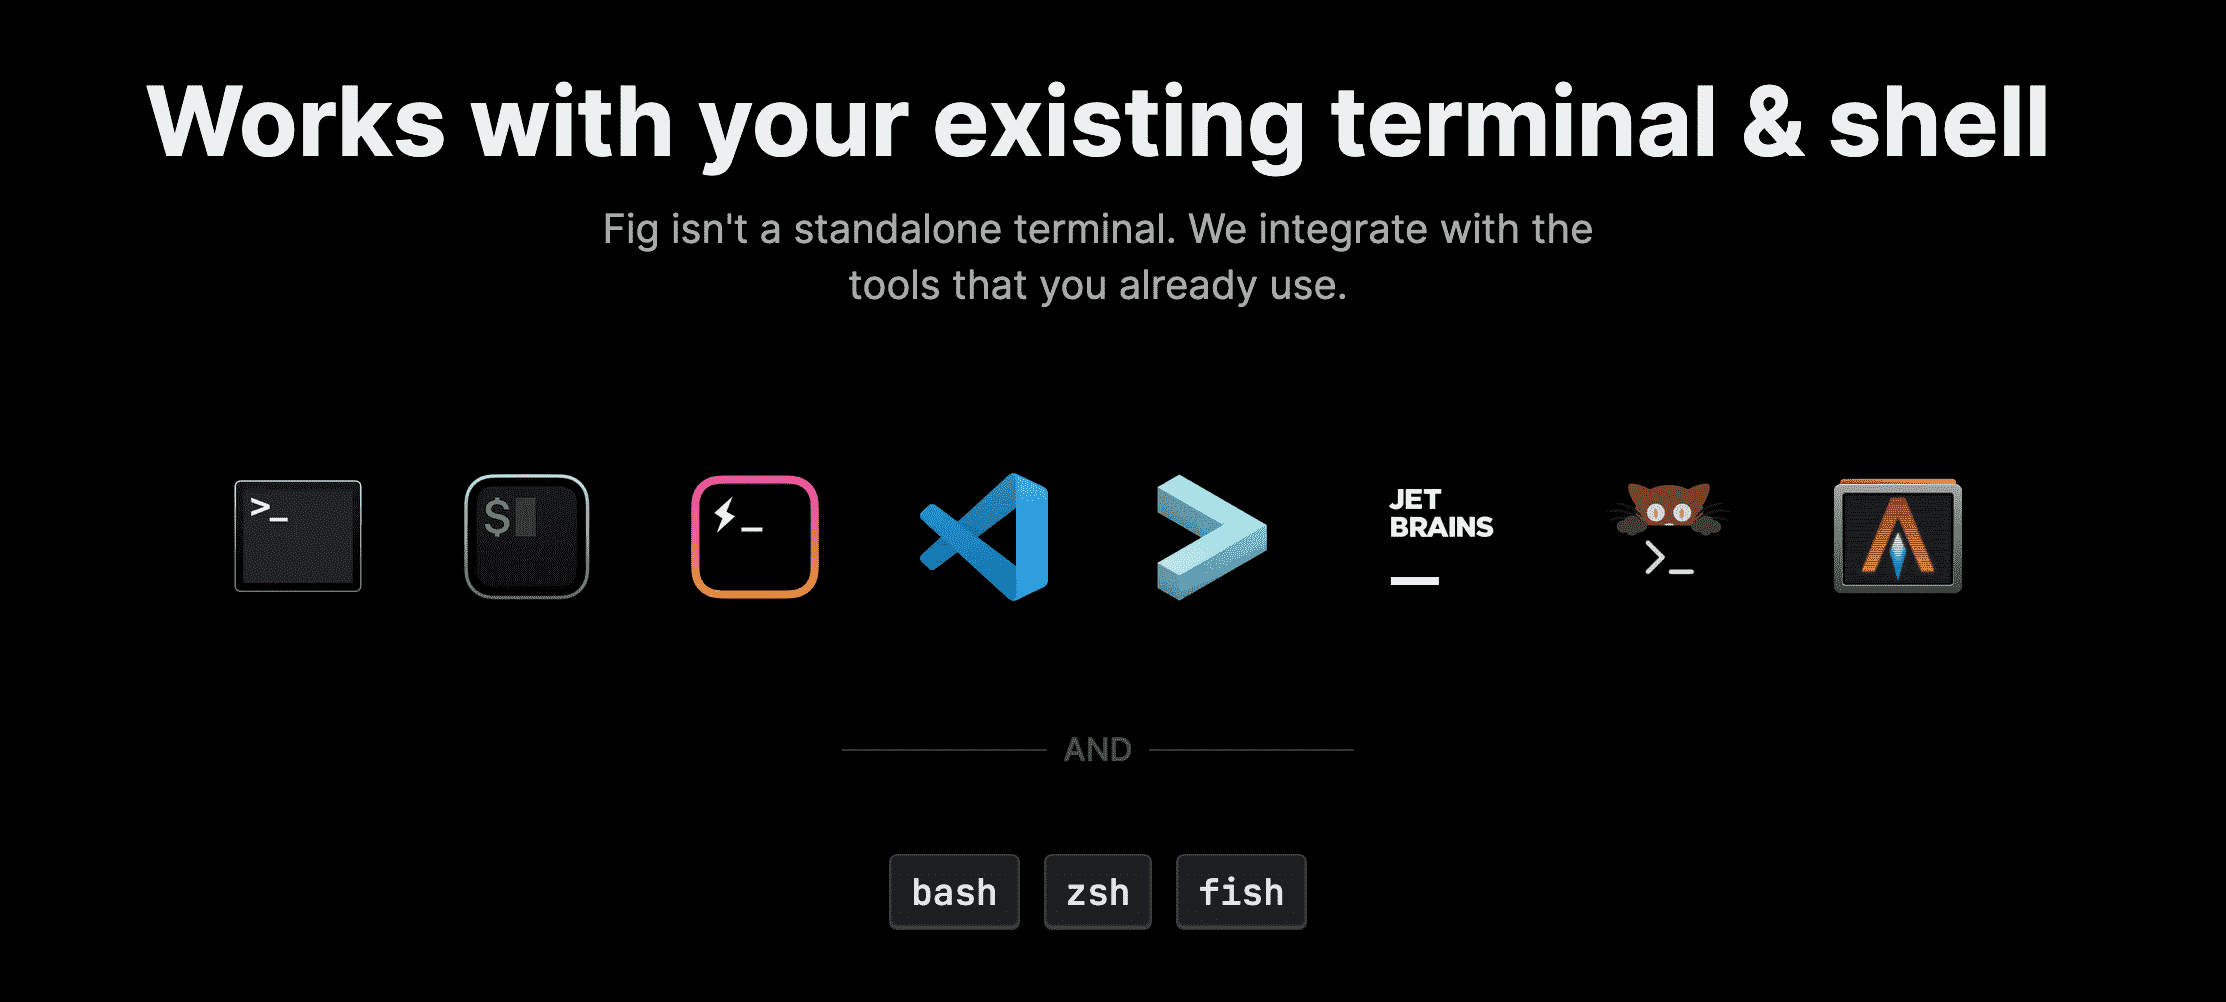 Works with your existing terminal & shell
Fig isn't a standalone terminal. We integrate with the
tools that you already use.
>_
$
_
JET
BRAINS
>_
AND
bash zsh fish